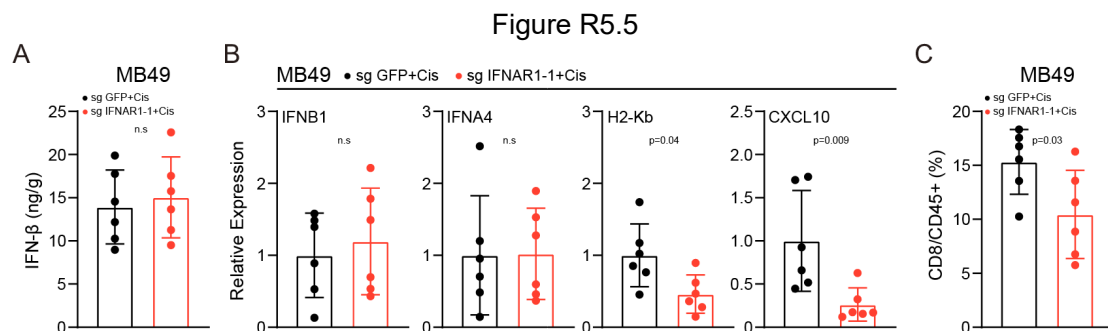 Figure R5.5
A
MB49
sg GFP+Cis
sg IFNAR1-1+Cis
n.s
IFN-β (ng/g)
25
20
15
10
5
0
B
MB49 sg GFP+Cis sg IFNAR1-1+Cis
Relative Expression
IFNB1
n.s
3
2
1
0
IFNA4
n.s
3
2
1
0
H2-Kb
p=0.04
3
2
1
0
CXCL10
p=0.009
2.5
2.0
1.5
1.0
0.5
0
C
MB49
sg GFP+Cis
sg IFNAR1-1+Cis
p=0.03
CD8/CD45+ (%)
20
15
10
5
0